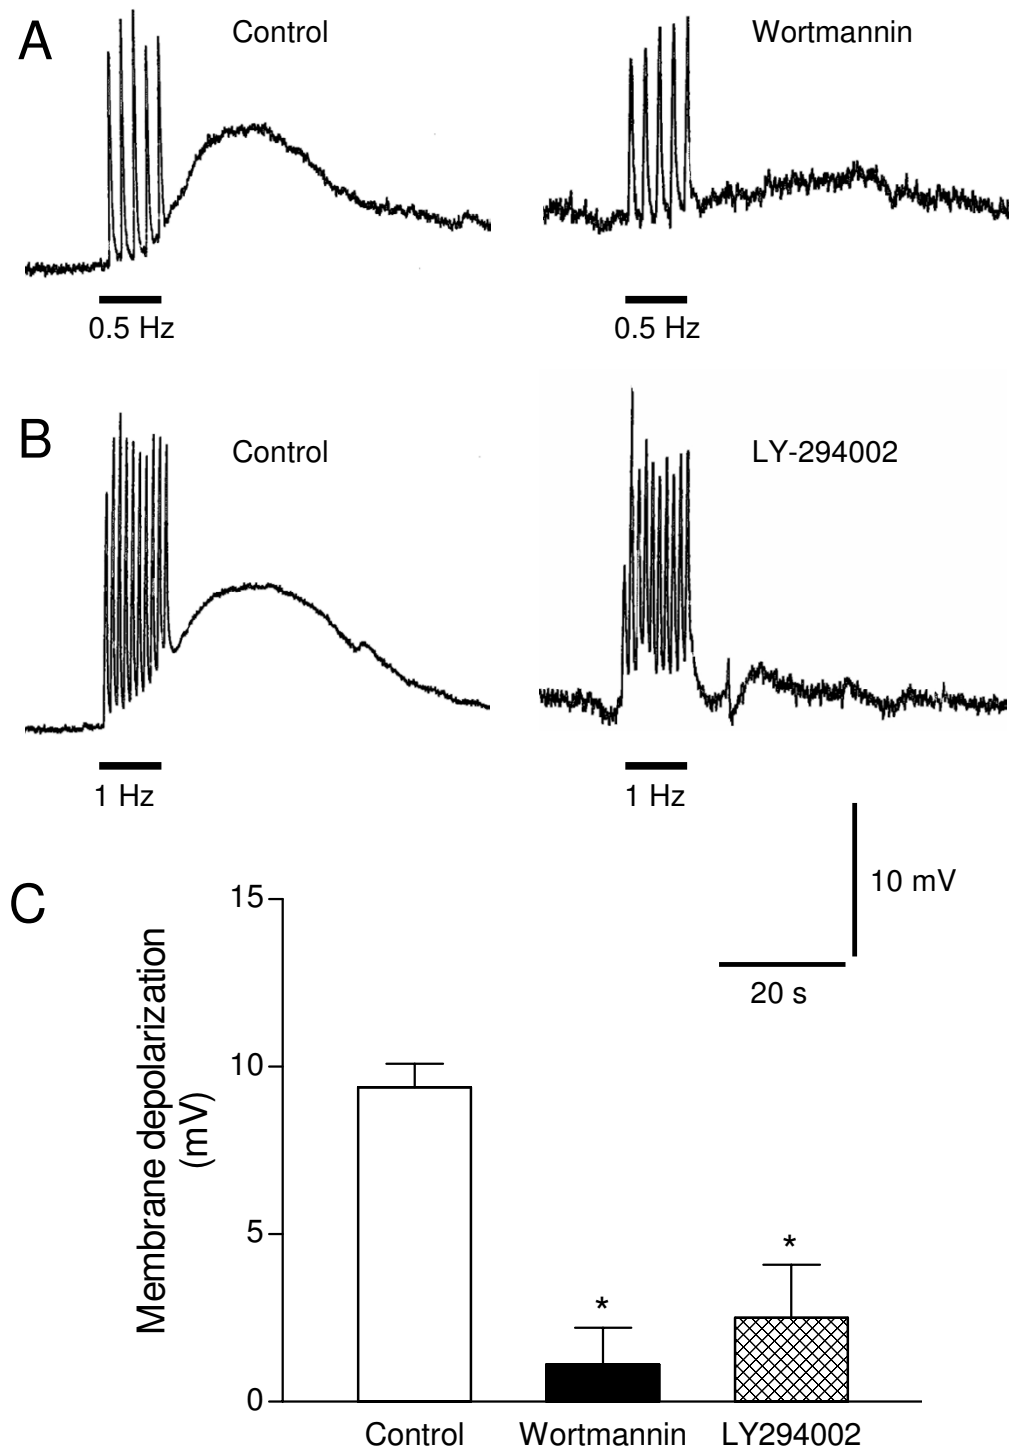 A
Control
Wortmannin
0.5 Hz
0.5 Hz
B
Control
LY-294002
1 Hz
1 Hz
10 mV
20 s
C
15
10
5
0
Membrane depolarization
(mV)
*
*
Control
Wortmannin
LY294002